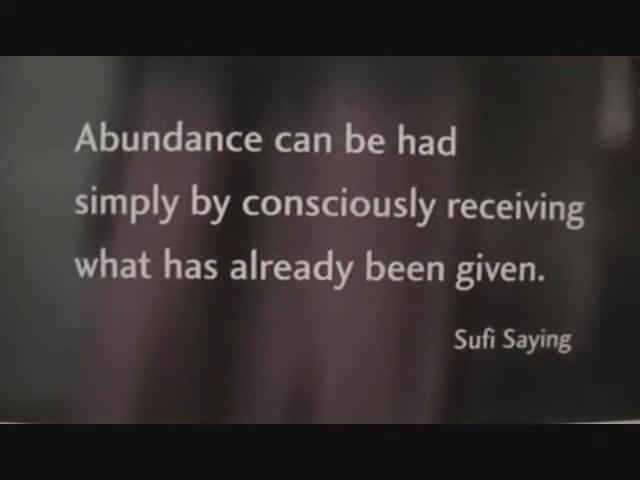 Abundance can be had
simply by consciously receiving
what has already been given.
Sufi Saying